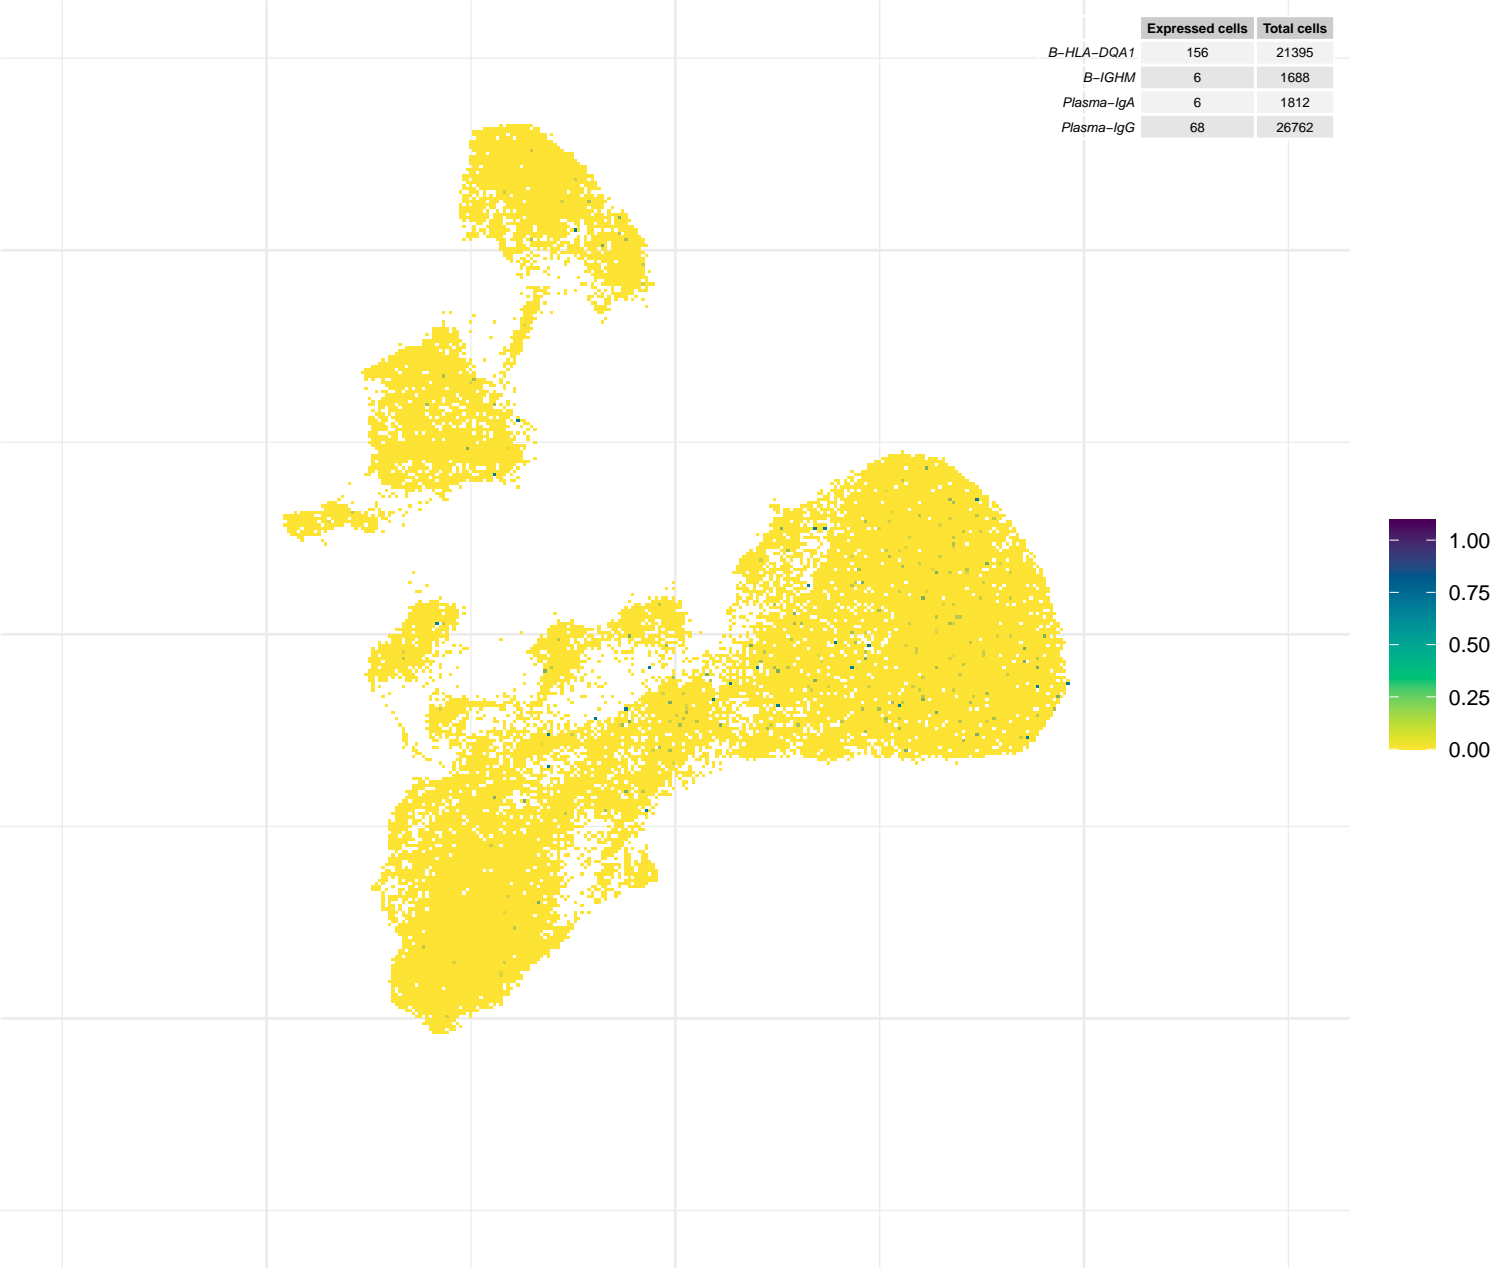 Expressed cells Total cells
B−HLA−DQA1 156 21395
B−IGHM 6 1688
Plasma−IgA 6 1812
Plasma−IgG 68 26762
1.00
0.75
0.50
0.25
0.00